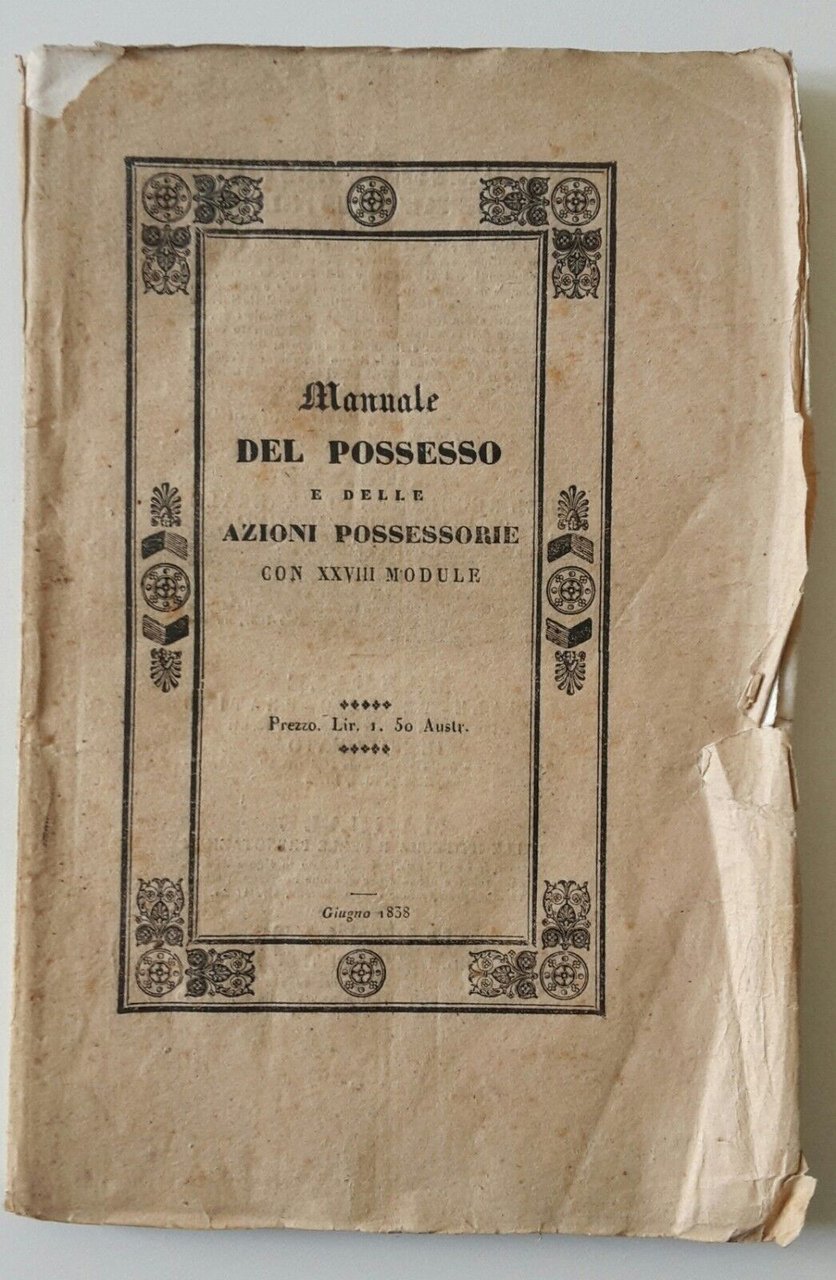 Manuale
DEL POSSESSO
E DELLE
AZIONI POSSESSORIE
CON XXVIII MODULE
Prezzo. Lir. 1. 50 Austr.
Giugno 1838